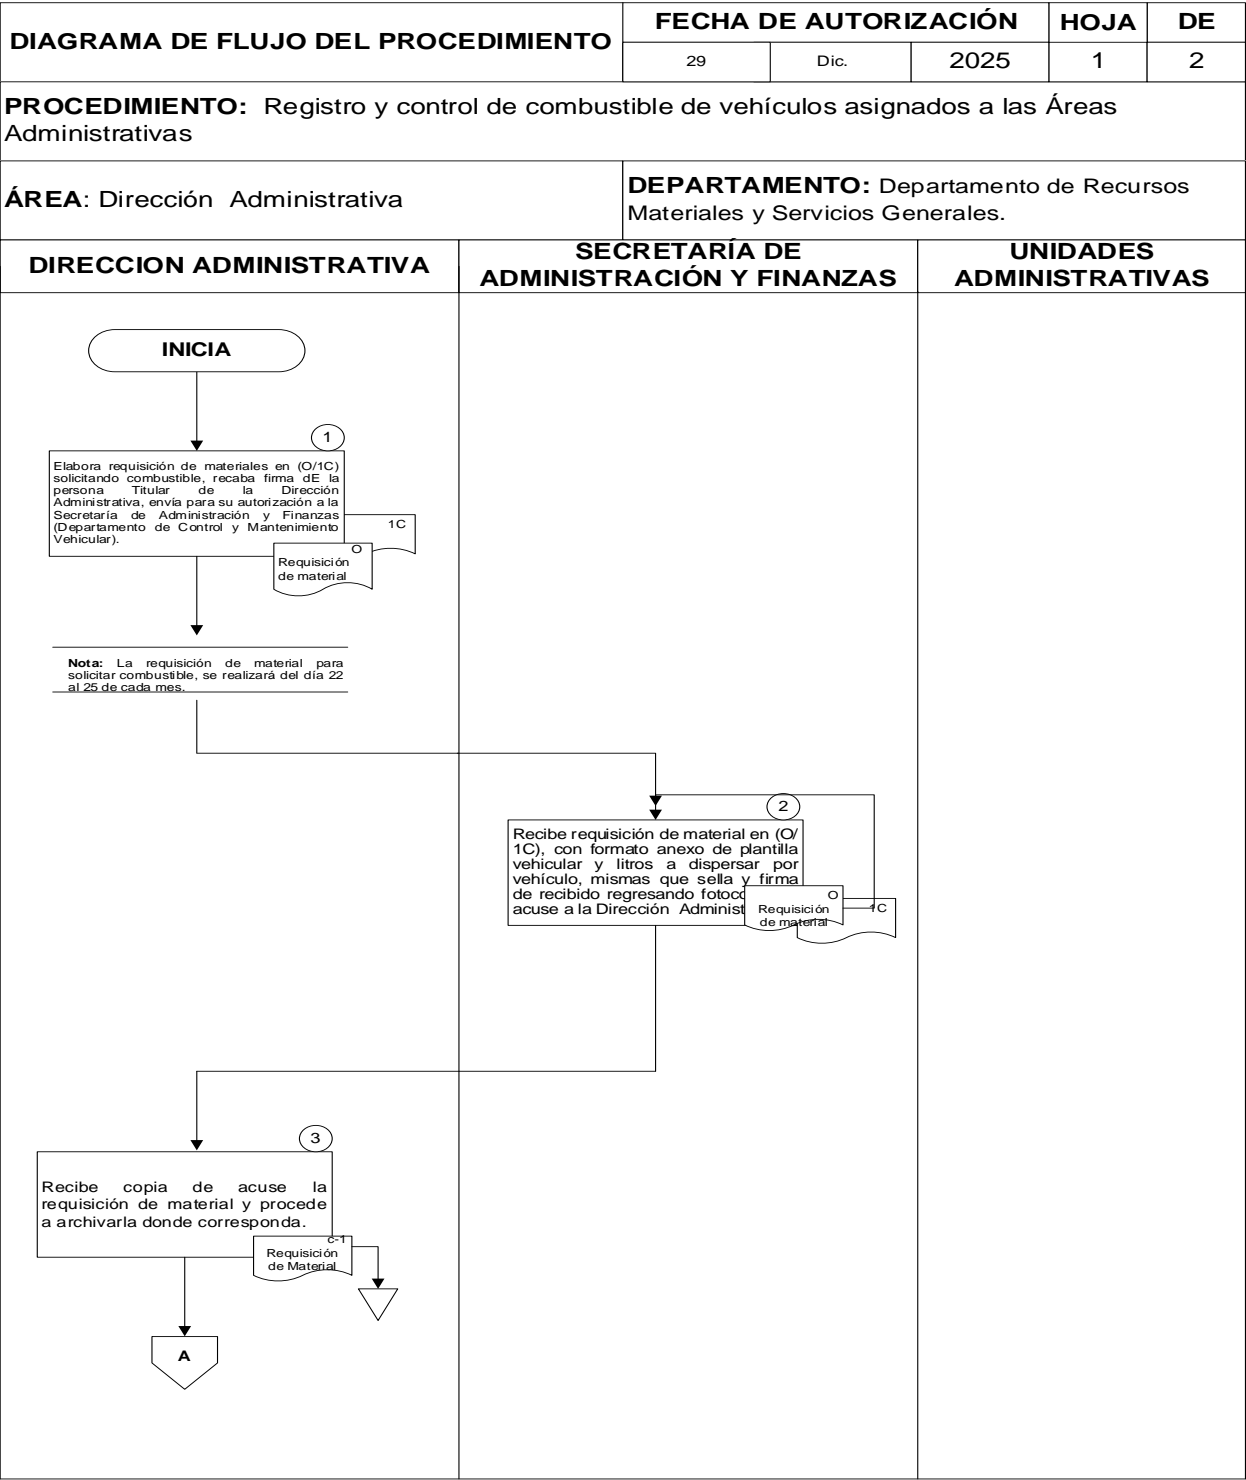 DIAGRAMA DE FLUJO DEL PROCEDIMIENTO
FECHA DE AUTORIZACIÓN
HOJA
DE
29
Dic.
2025
1
2
PROCEDIMIENTO: Registro y control de combustible de vehículos asignados a las Áreas
Administrativas
ÁREA: Dirección Administrativa
DEPARTAMENTO: Departamento de Recursos
Materiales y Servicios Generales.
DIRECCION ADMINISTRATIVA
SECRETARÍA DE
ADMINISTRACIÓN Y FINANZAS
UNIDADES
ADMINISTRATIVAS
INICIA
1
Elabora requisición de materiales en (O/1C)
solicitando combustible, recaba firma dE la
persona Titular de la Dirección
Administrativa, envía para su autorización a la
Secretaría de Administración y Finanzas
(Departamento de Control y Mantenimiento
Vehicular).
1C
O
Requisición
de material
Nota: La requisición de material para
solicitar combustible, se realizará del día 22
al 25 de cada mes.
2
Recibe requisición de material en (O/
1C), con formato anexo de plantilla
vehicular y litros a dispersar por
vehículo, mismas que sella y firma
de recibido regresando
acuse a la Dirección
O
Requisición
de material
1C
3
Recibe copia de acuse la
requisición de material y procede
a archivarla donde corresponda.
c-1
Requisición
de Material
A